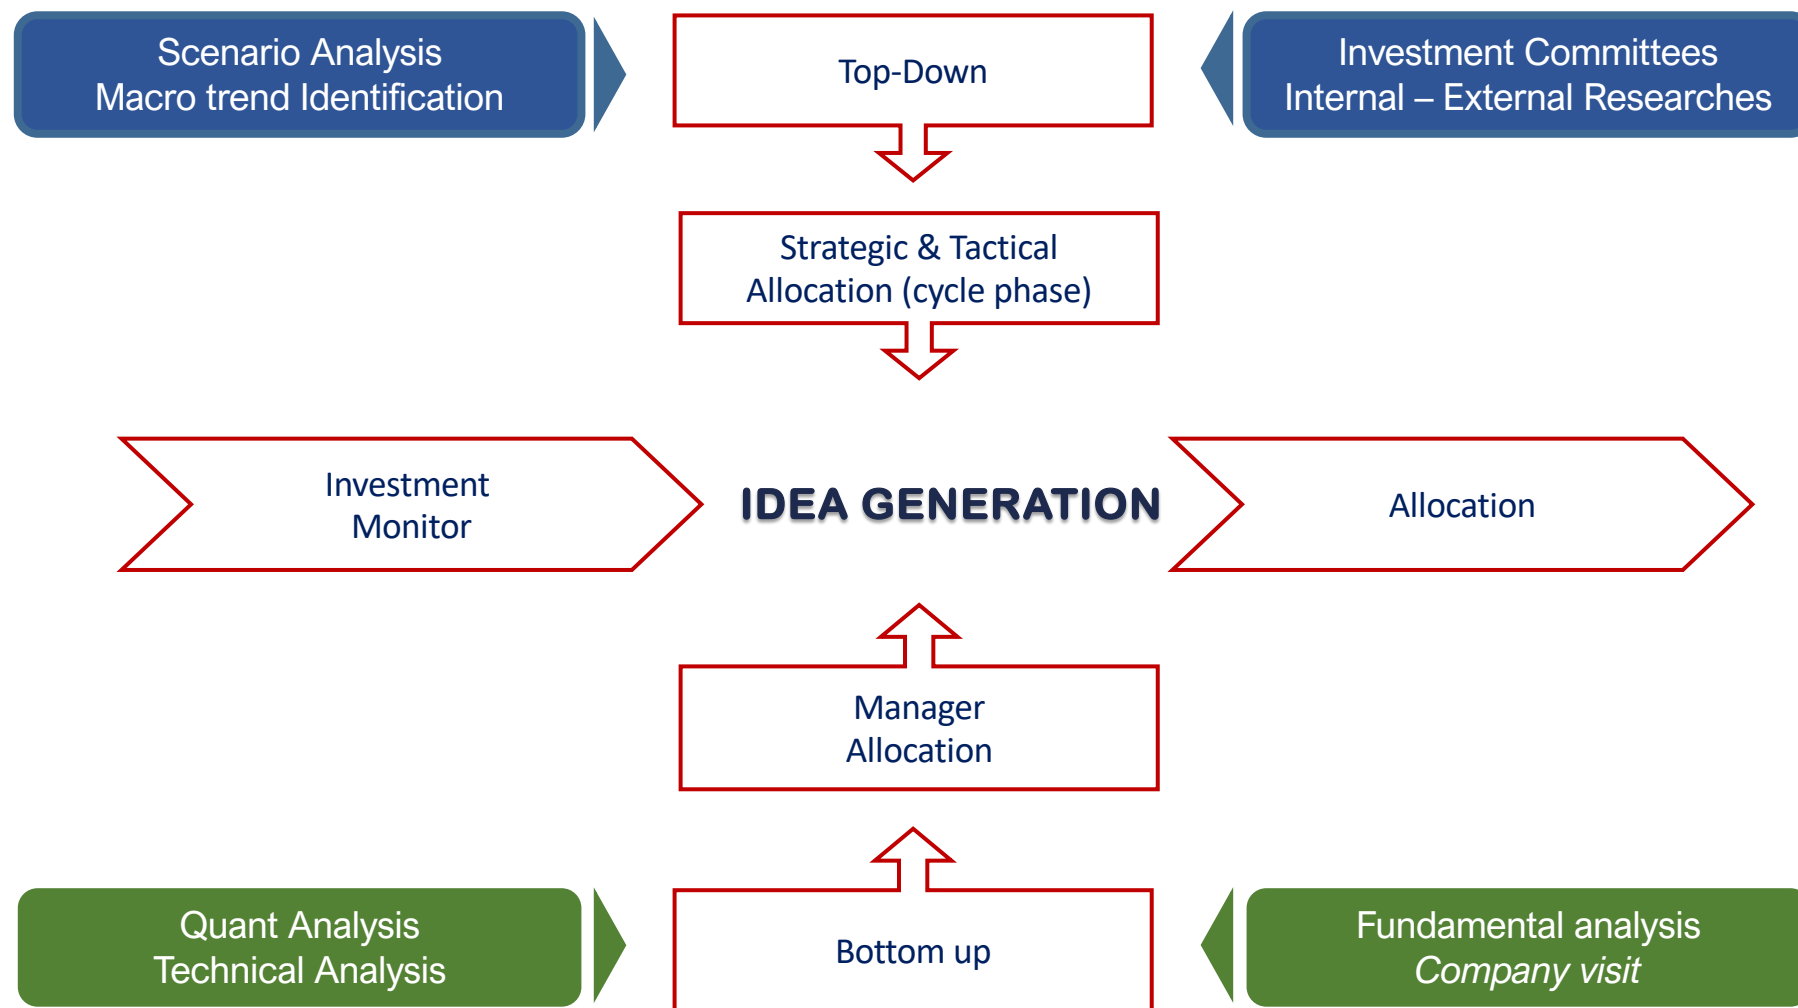 Scenario Analysis
Macro trend Identification
Top-Down
Investment Committees
Internal – External Researches
Strategic & Tactical
Allocation (cycle phase)
Investment
Monitor
IDEA GENERATION
Allocation
Manager
Allocation
Quant Analysis
Technical Analysis
Bottom up
Fundamental analysis
Company visit